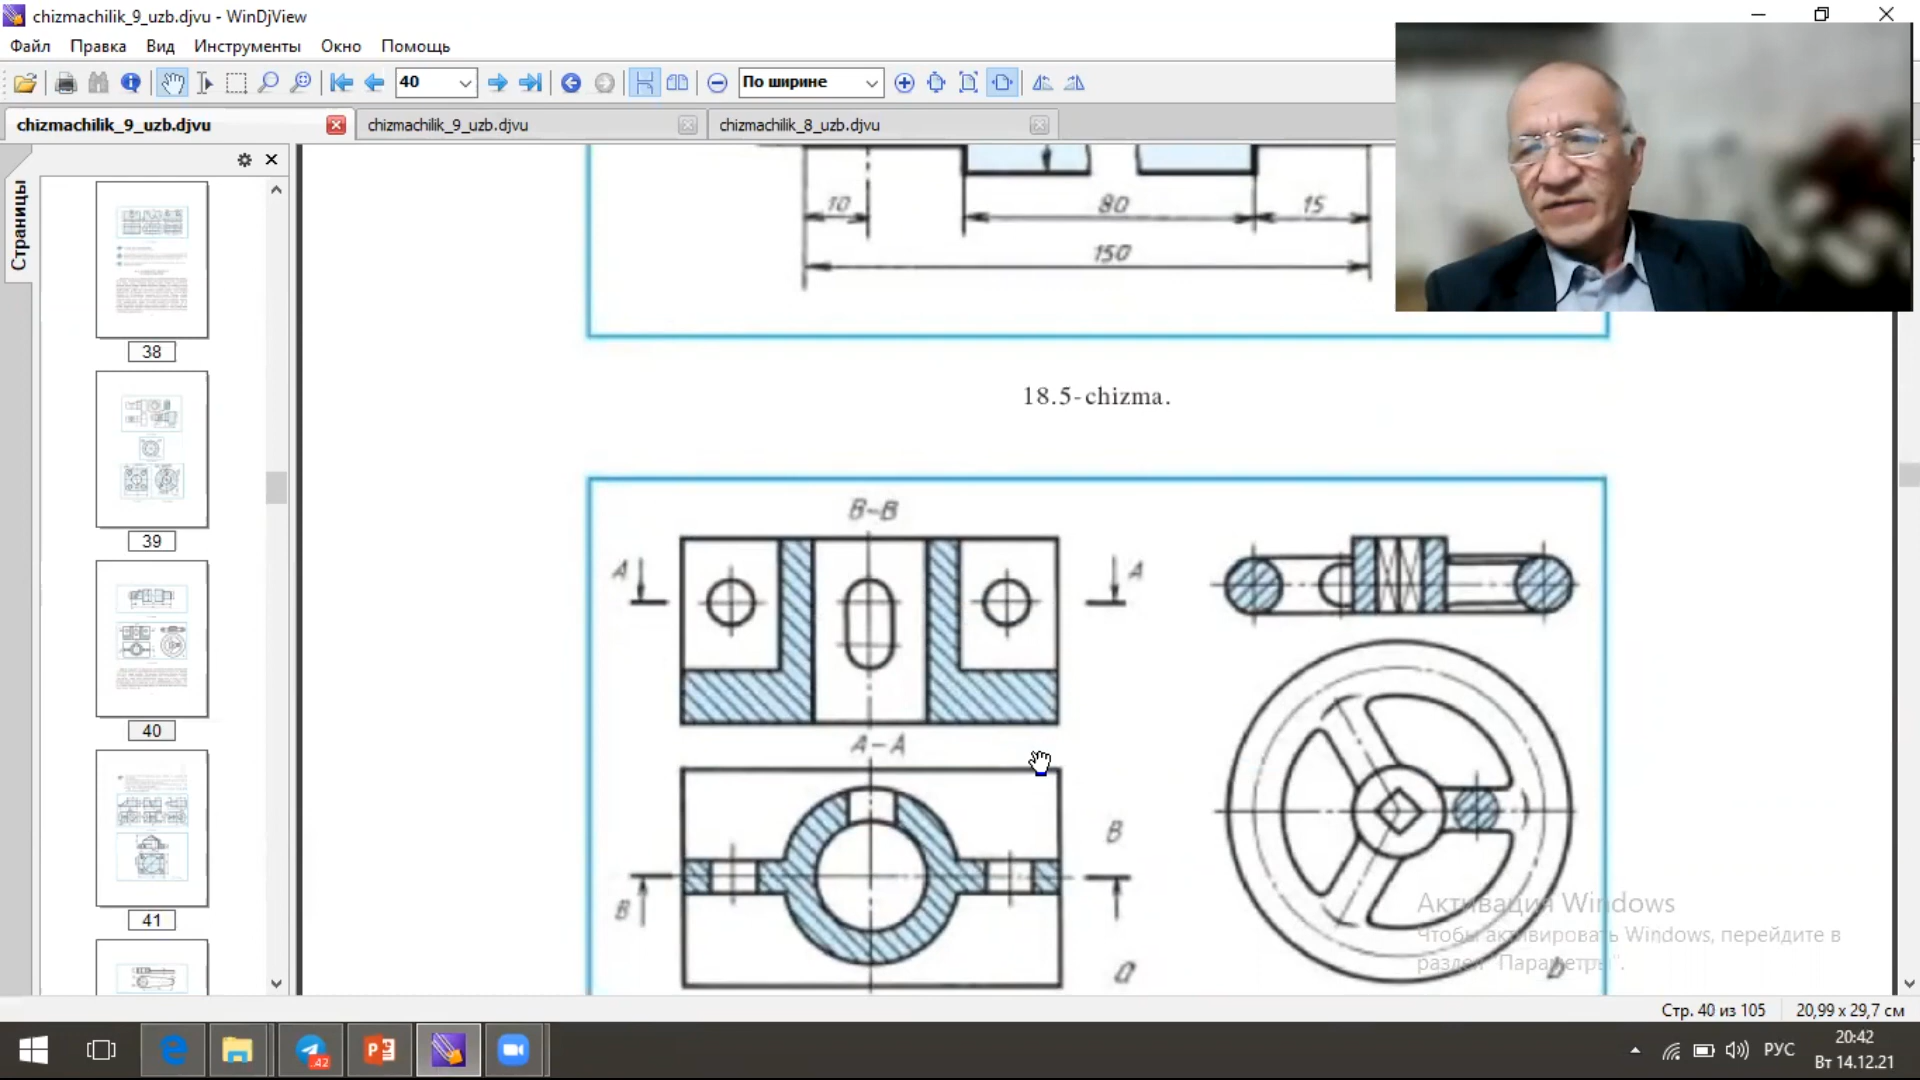 chizmachilik_9_uzb.djvu - WinDjView
Файл Правка Вид Инструменты Окно Помощь
40 По ширине
chizmachilik_9_uzb.djvu chizmachilik_9_uzb.djvu chizmachilik_8_uzb.djvu
Страницы
38
39
40
41
10 80 15
150
18.5-chizma.
B-B
A A
A-A
B
B
a b
Активация Windows
Чтобы активировать Windows, перейдите в
раздел "Параметры".
Стр. 40 из 105 20,99 x 29,7 см
42
РУС
20:42
Вт 14.12.21